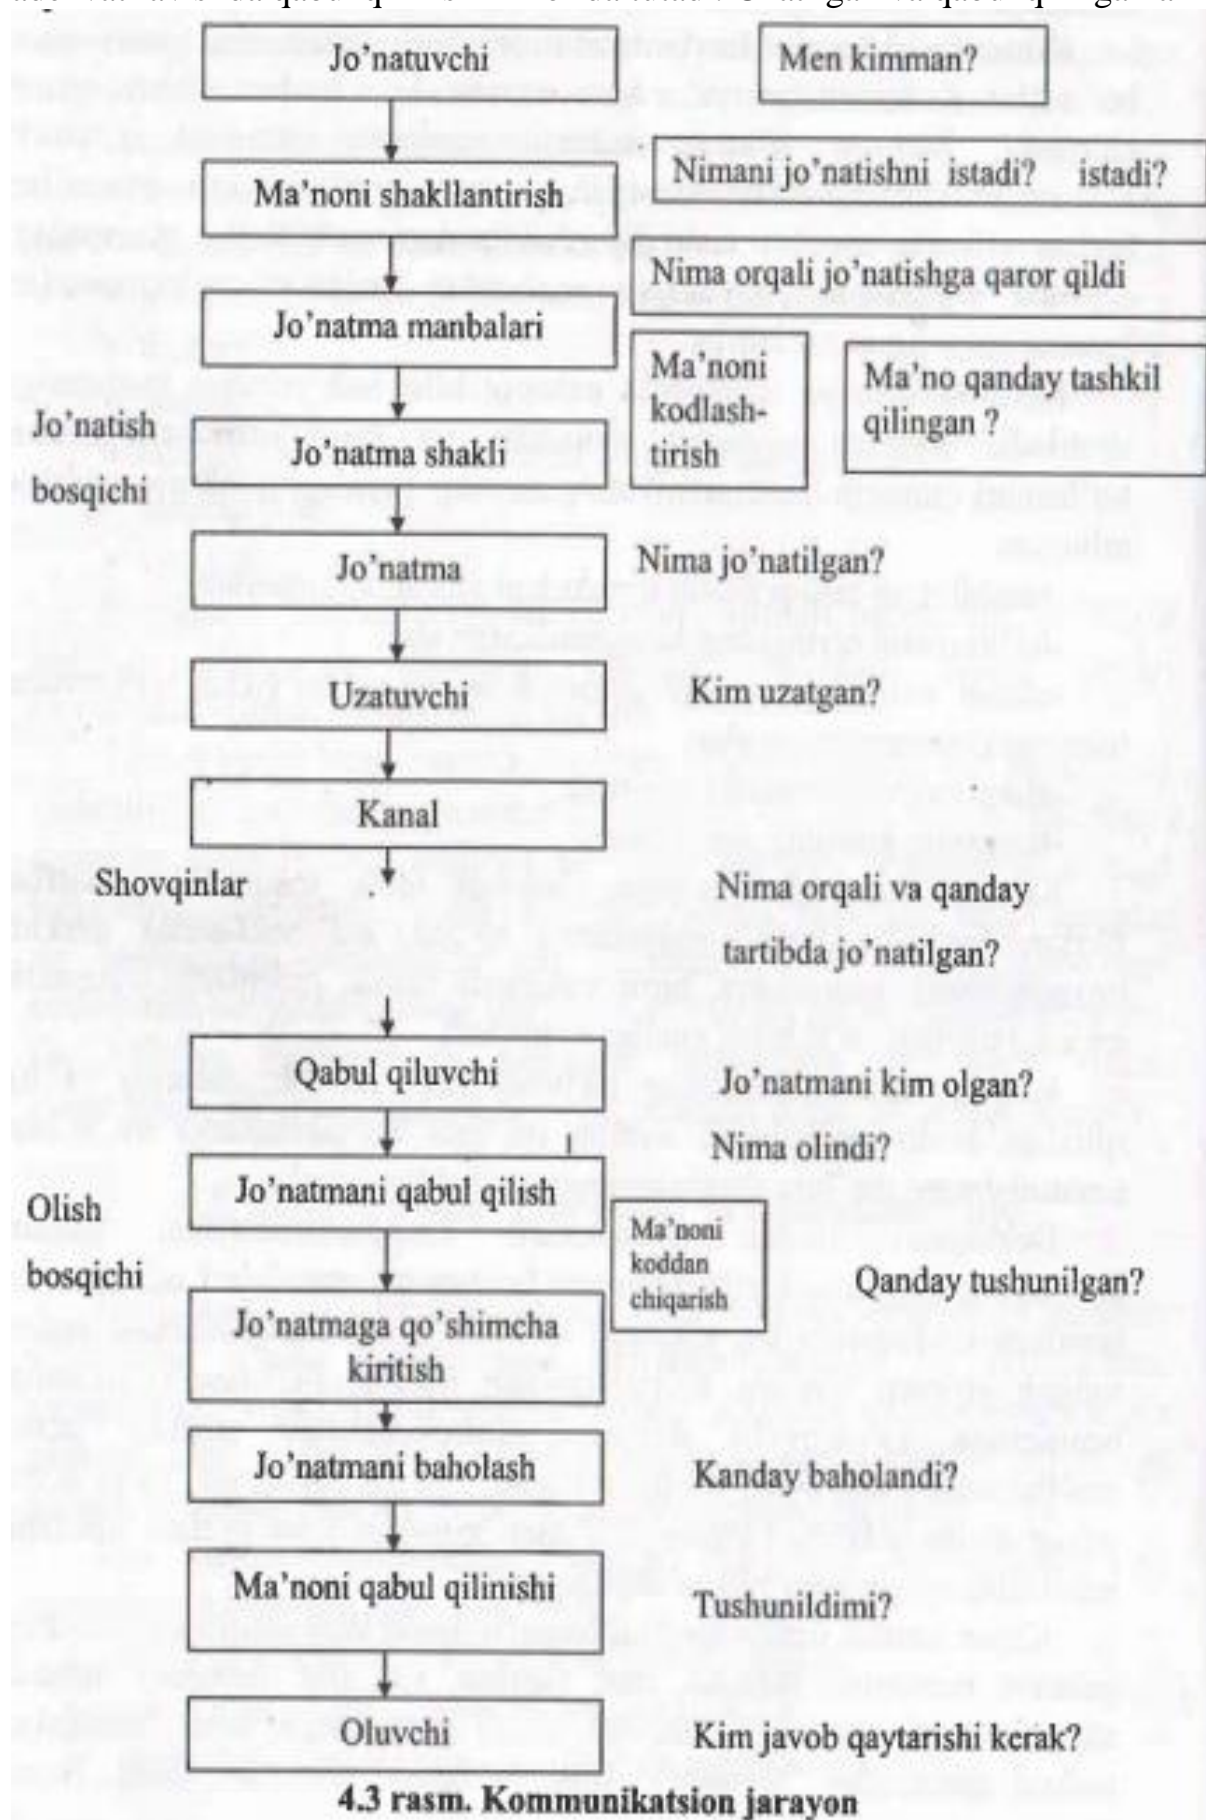 Jo'natuvchi
Men kimman?
Ma'noni shakllantirish
Nimani jo'natishni istadi? istadi?
Nima orqali jo'natishga qaror qildi
Jo'natma manbalari
Ma'noni
kodlash-
tirish
Ma'no qanday tashkil
qilingan ?
Jo'natish
bosqichi
Jo'natma shakli
Jo'natma
Nima jo'natilgan?
Uzatuvchi
Kim uzatgan?
Kanal
Shovqinlar
Nima orqali va qanday
tartibda jo'natilgan?
Qabul qiluvchi
Jo'natmani kim olgan?
Nima olindi?
Jo'natmani qabul qilish
Olish
bosqichi
Ma'noni
koddan
chiqarish
Qanday tushunilgan?
Jo'natmaga qo'shimcha
kiritish
Jo'natmani baholash
Kanday baholandi?
Ma'noni qabul qilinishi
Tushunildimi?
Oluvchi
Kim javob qaytarishi kerak?
4.3 rasm. Kommunikatsion jarayon